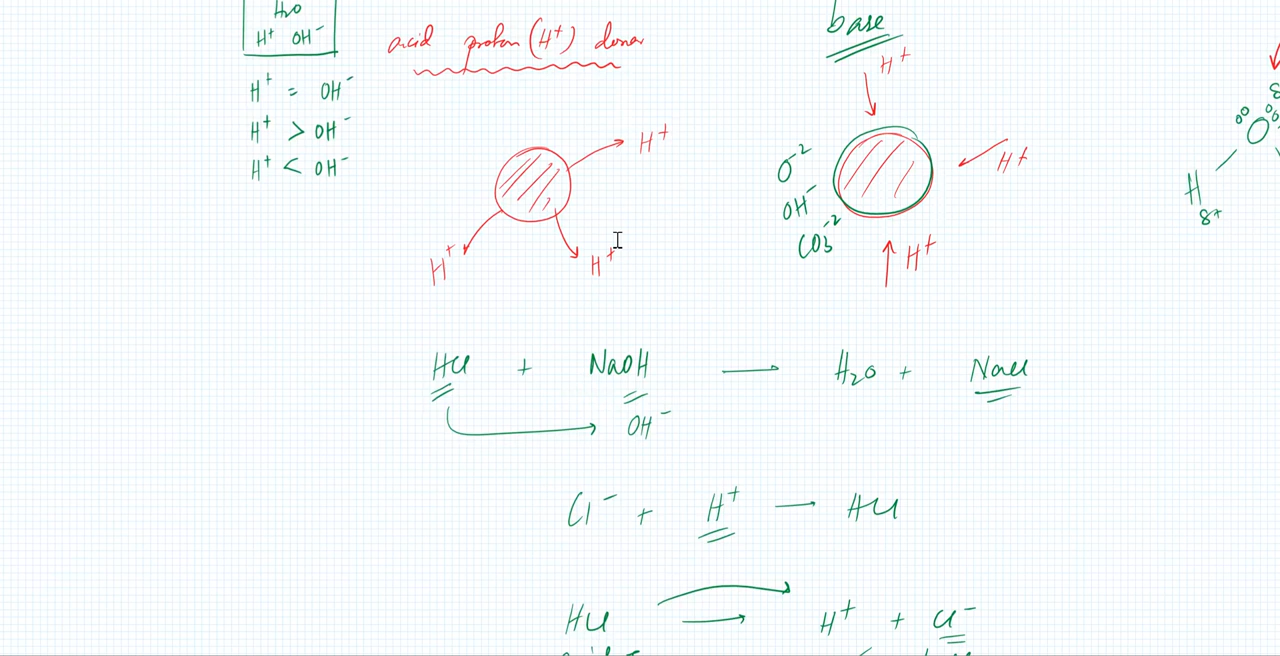 H₂O
H⁺ OH⁻
H⁺ = OH⁻
H⁺ > OH⁻
H⁺ < OH⁻
acid proton (H⁺) donor
H⁺
H⁺
H⁺
base
H⁺
H⁺
H⁺
O⁻²
OH⁻
CO3⁻²
O
H
δ+
HCl + NaOH → H₂O + NaCl
OH⁻
Cl⁻ + H⁺ → HCl
HCl → H⁺ + Cl⁻